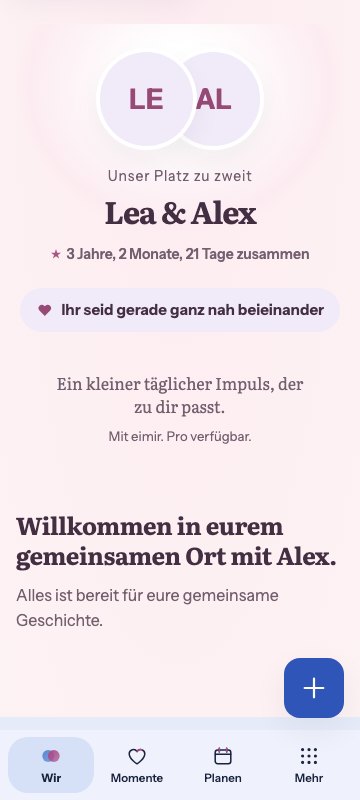 LE AL
Unser Platz zu zweit
Lea & Alex
★ 3 Jahre, 2 Monate, 21 Tage zusammen
Ihr seid gerade ganz nah beieinander
Ein kleiner täglicher Impuls, der
zu dir passt.
Mit eimir. Pro verfügbar.
Willkommen in eurem
gemeinsamen Ort mit Alex.
Alles ist bereit für eure gemeinsame
Geschichte.
Wir Momente Planen Mehr